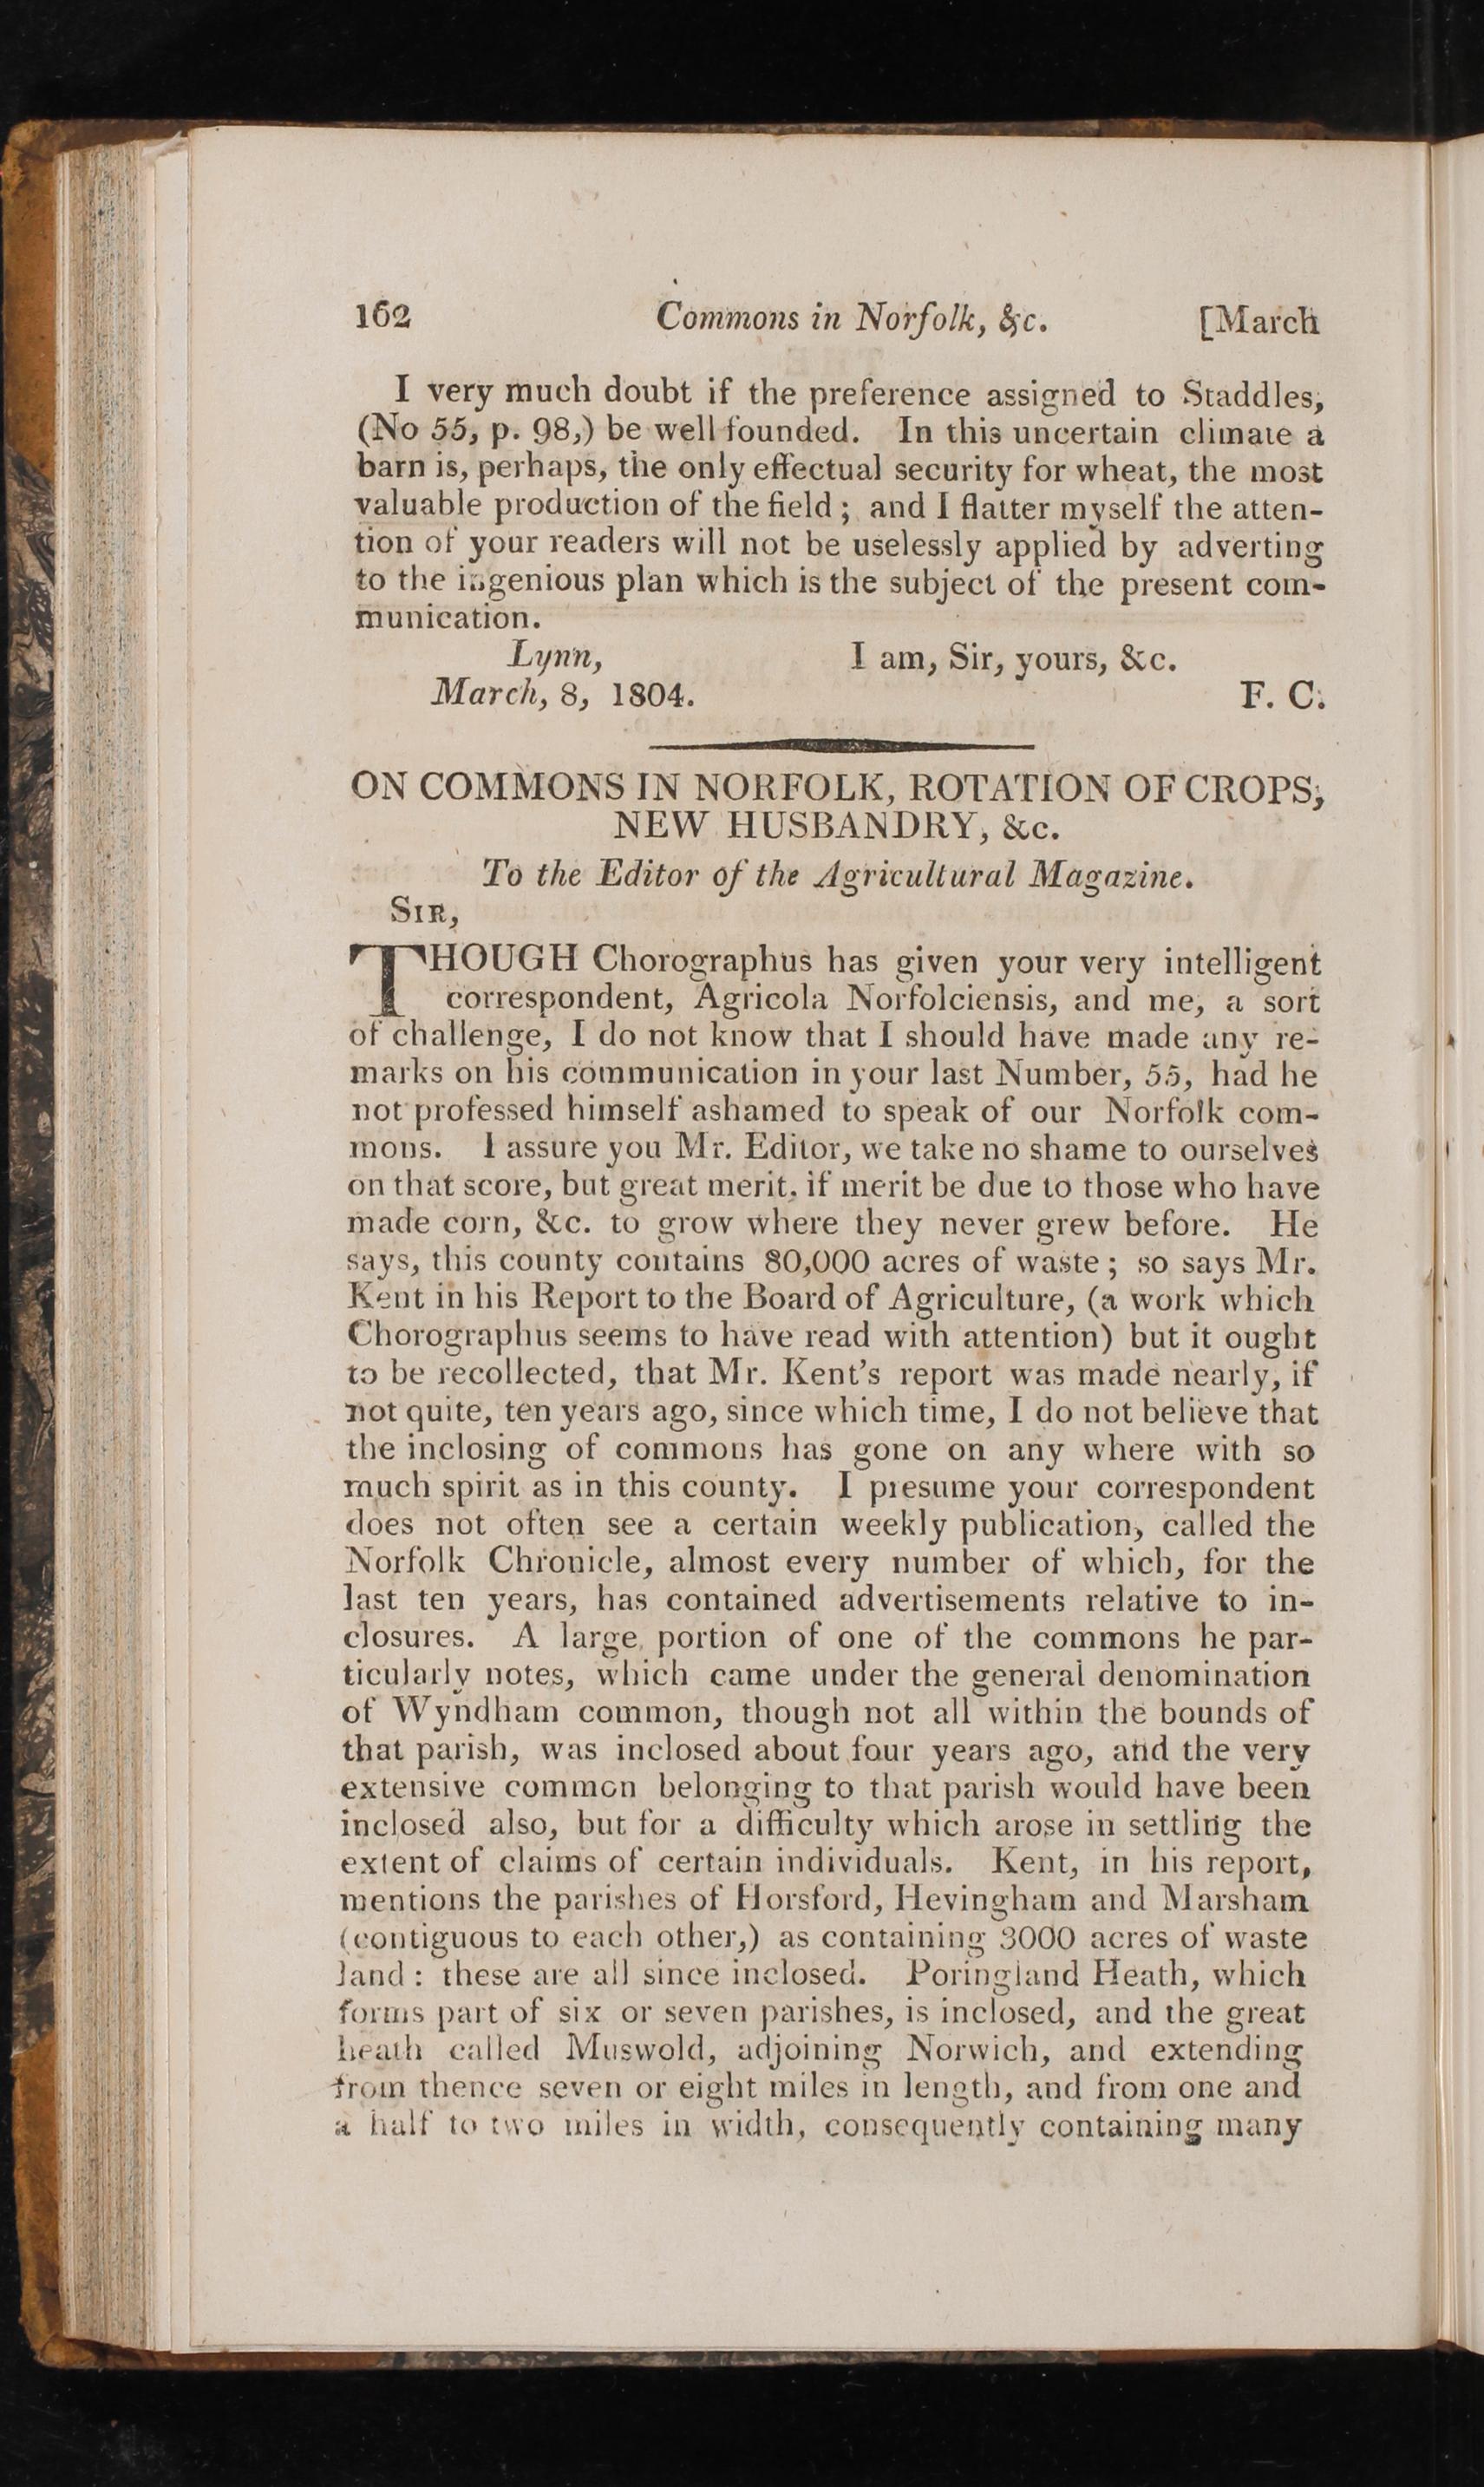 162 Commons in Norfolk, &c. [March
I very much doubt if the preference assigned to Staddles,
(No 55, p. 98,) be well founded. In this uncertain climate a
barn is, perhaps, the only effectual security for wheat, the most
valuable production of the field; and I flatter myself the atten-
tion of your readers will not be uselessly applied by adverting
to the ingenious plan which is the subject of the present com-
munication.
Lynn, I am, Sir, yours, &c.
March, 8, 1804. F. C.
ON COMMONS IN NORFOLK, ROTATION OF CROPS,
NEW HUSBANDRY, &c.
To the Editor of the Agricultural Magazine.
SIR,
THOUGH Chorographus has given your very intelligent
correspondent, Agricola Norfolciensis, and me, a sort
of challenge, I do not know that I should have made any re-
marks on his communication in your last Number, 55, had he
not professed himself ashamed to speak of our Norfolk com-
mons. I assure you Mr. Editor, we take no shame to ourselves
on that score, but great merit, if merit be due to those who have
made corn, &c. to grow where they never grew before. He
says, this county contains 80,000 acres of waste; so says Mr.
Kent in his Report to the Board of Agriculture, (a work which
Chorographus seems to have read with attention) but it ought
to be recollected, that Mr. Kent's report was made nearly, if
not quite, ten years ago, since which time, I do not believe that
the inclosing of commons has gone on any where with so
much spirit as in this county. I presume your correspondent
does not often see a certain weekly publication, called the
Norfolk Chronicle, almost every number of which, for the
last ten years, has contained advertisements relative to in-
closures. A large portion of one of the commons he par-
ticularly notes, which came under the general denomination
of Wyndham common, though not all within the bounds of
that parish, was inclosed about four years ago, and the very
extensive common belonging to that parish would have been
inclosed also, but for a difficulty which arose in settling the
extent of claims of certain individuals. Kent, in his report,
mentions the parishes of Horsford, Hevingham and Marsham
(contiguous to each other,) as containing 3000 acres of waste
land: these are all since inclosed. Poringland Heath, which
forms part of six or seven parishes, is inclosed, and the great
heath called Muswold, adjoining Norwich, and extending
from thence seven or eight miles in length, and from one and
a half to two miles in width, consequently containing many